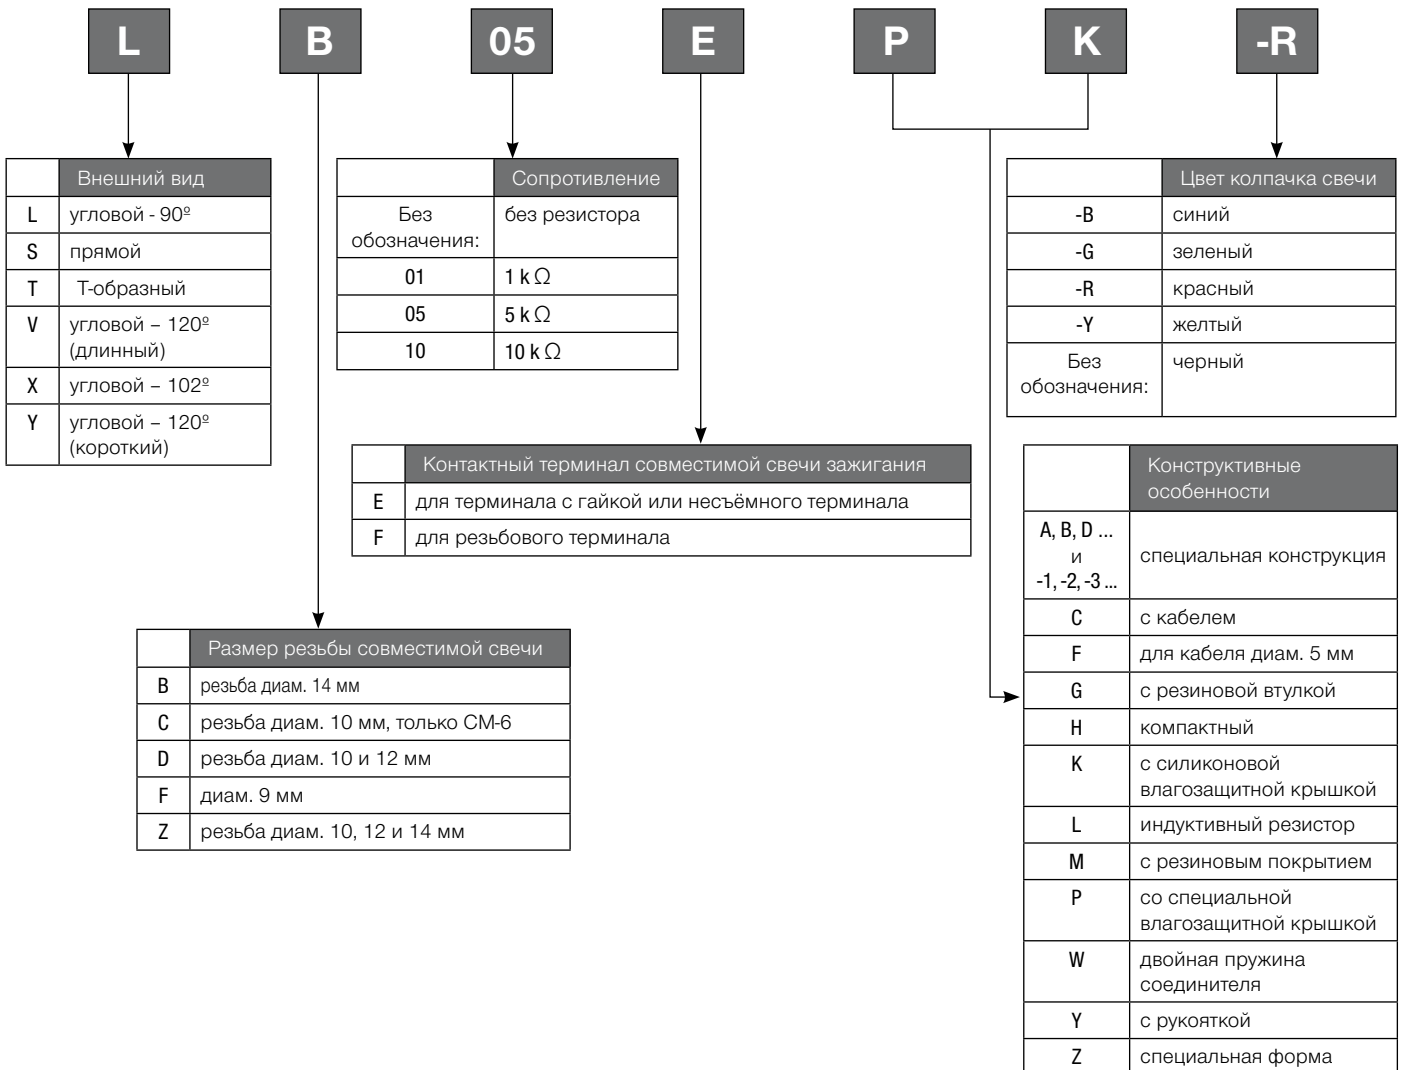 L B 05 E P K -R
Внешний вид
L угловой - 90º
S прямой
T Т-образный
V угловой – 120º
(длинный)
X угловой – 102º
Y угловой – 120º
(короткий)
Сопротивление
Без
обозначения:
без резистора
01 1 k Ω
05 5 k Ω
10 10 k Ω
Цвет колпачка свечи
-B синий
-G зеленый
-R красный
-Y желтый
Без
обозначения:
черный
Контактный терминал совместимой свечи зажигания
E для терминала с гайкой или несъёмного терминала
F для резьбового терминала
Размер резьбы совместимой свечи
B резьба диам. 14 мм
C резьба диам. 10 мм, только СМ-6
D резьба диам. 10 и 12 мм
F диам. 9 мм
Z резьба диам. 10, 12 и 14 мм
Конструктивные
особенности
A, B, D ...
и
-1, -2, -3 ...
специальная конструкция
C с кабелем
F для кабеля диам. 5 мм
G с резиновой втулкой
H компактный
K с силиконовой
влагозащитной крышкой
L индуктивный резистор
M с резиновым покрытием
P со специальной
влагозащитной крышкой
W двойная пружина
соединителя
Y с рукояткой
Z специальная форма